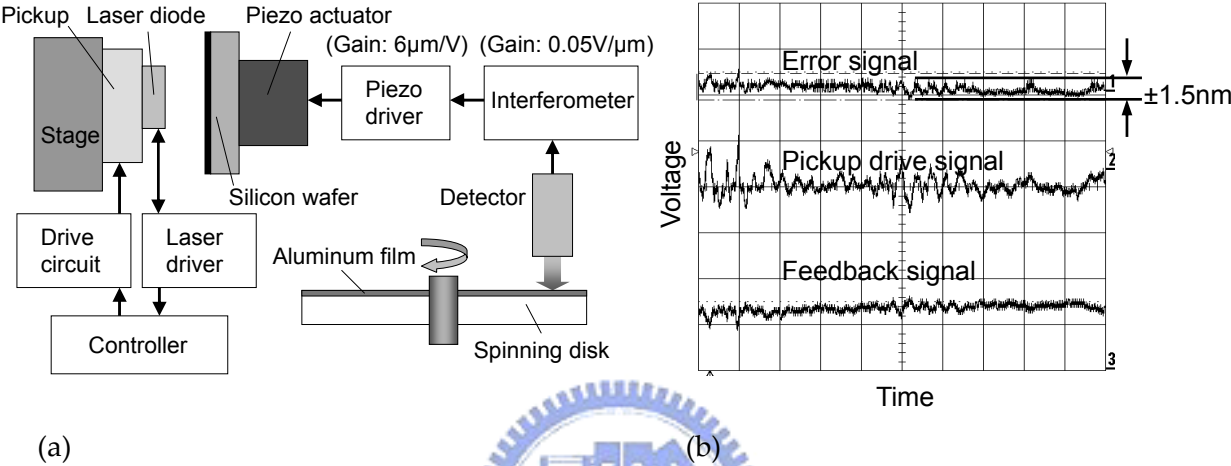 Pickup
Laser diode
Piezo actuator
(Gain: 6µm/V)
(Gain: 0.05V/µm)
Stage
Piezo
driver
Interferometer
Silicon wafer
Detector
Drive
circuit
Laser
driver
Aluminum film
Controller
Spinning disk
(a)
Error signal
1
±1.5nm
Voltage
Pickup drive signal
2
Feedback signal
3
Time
(b)